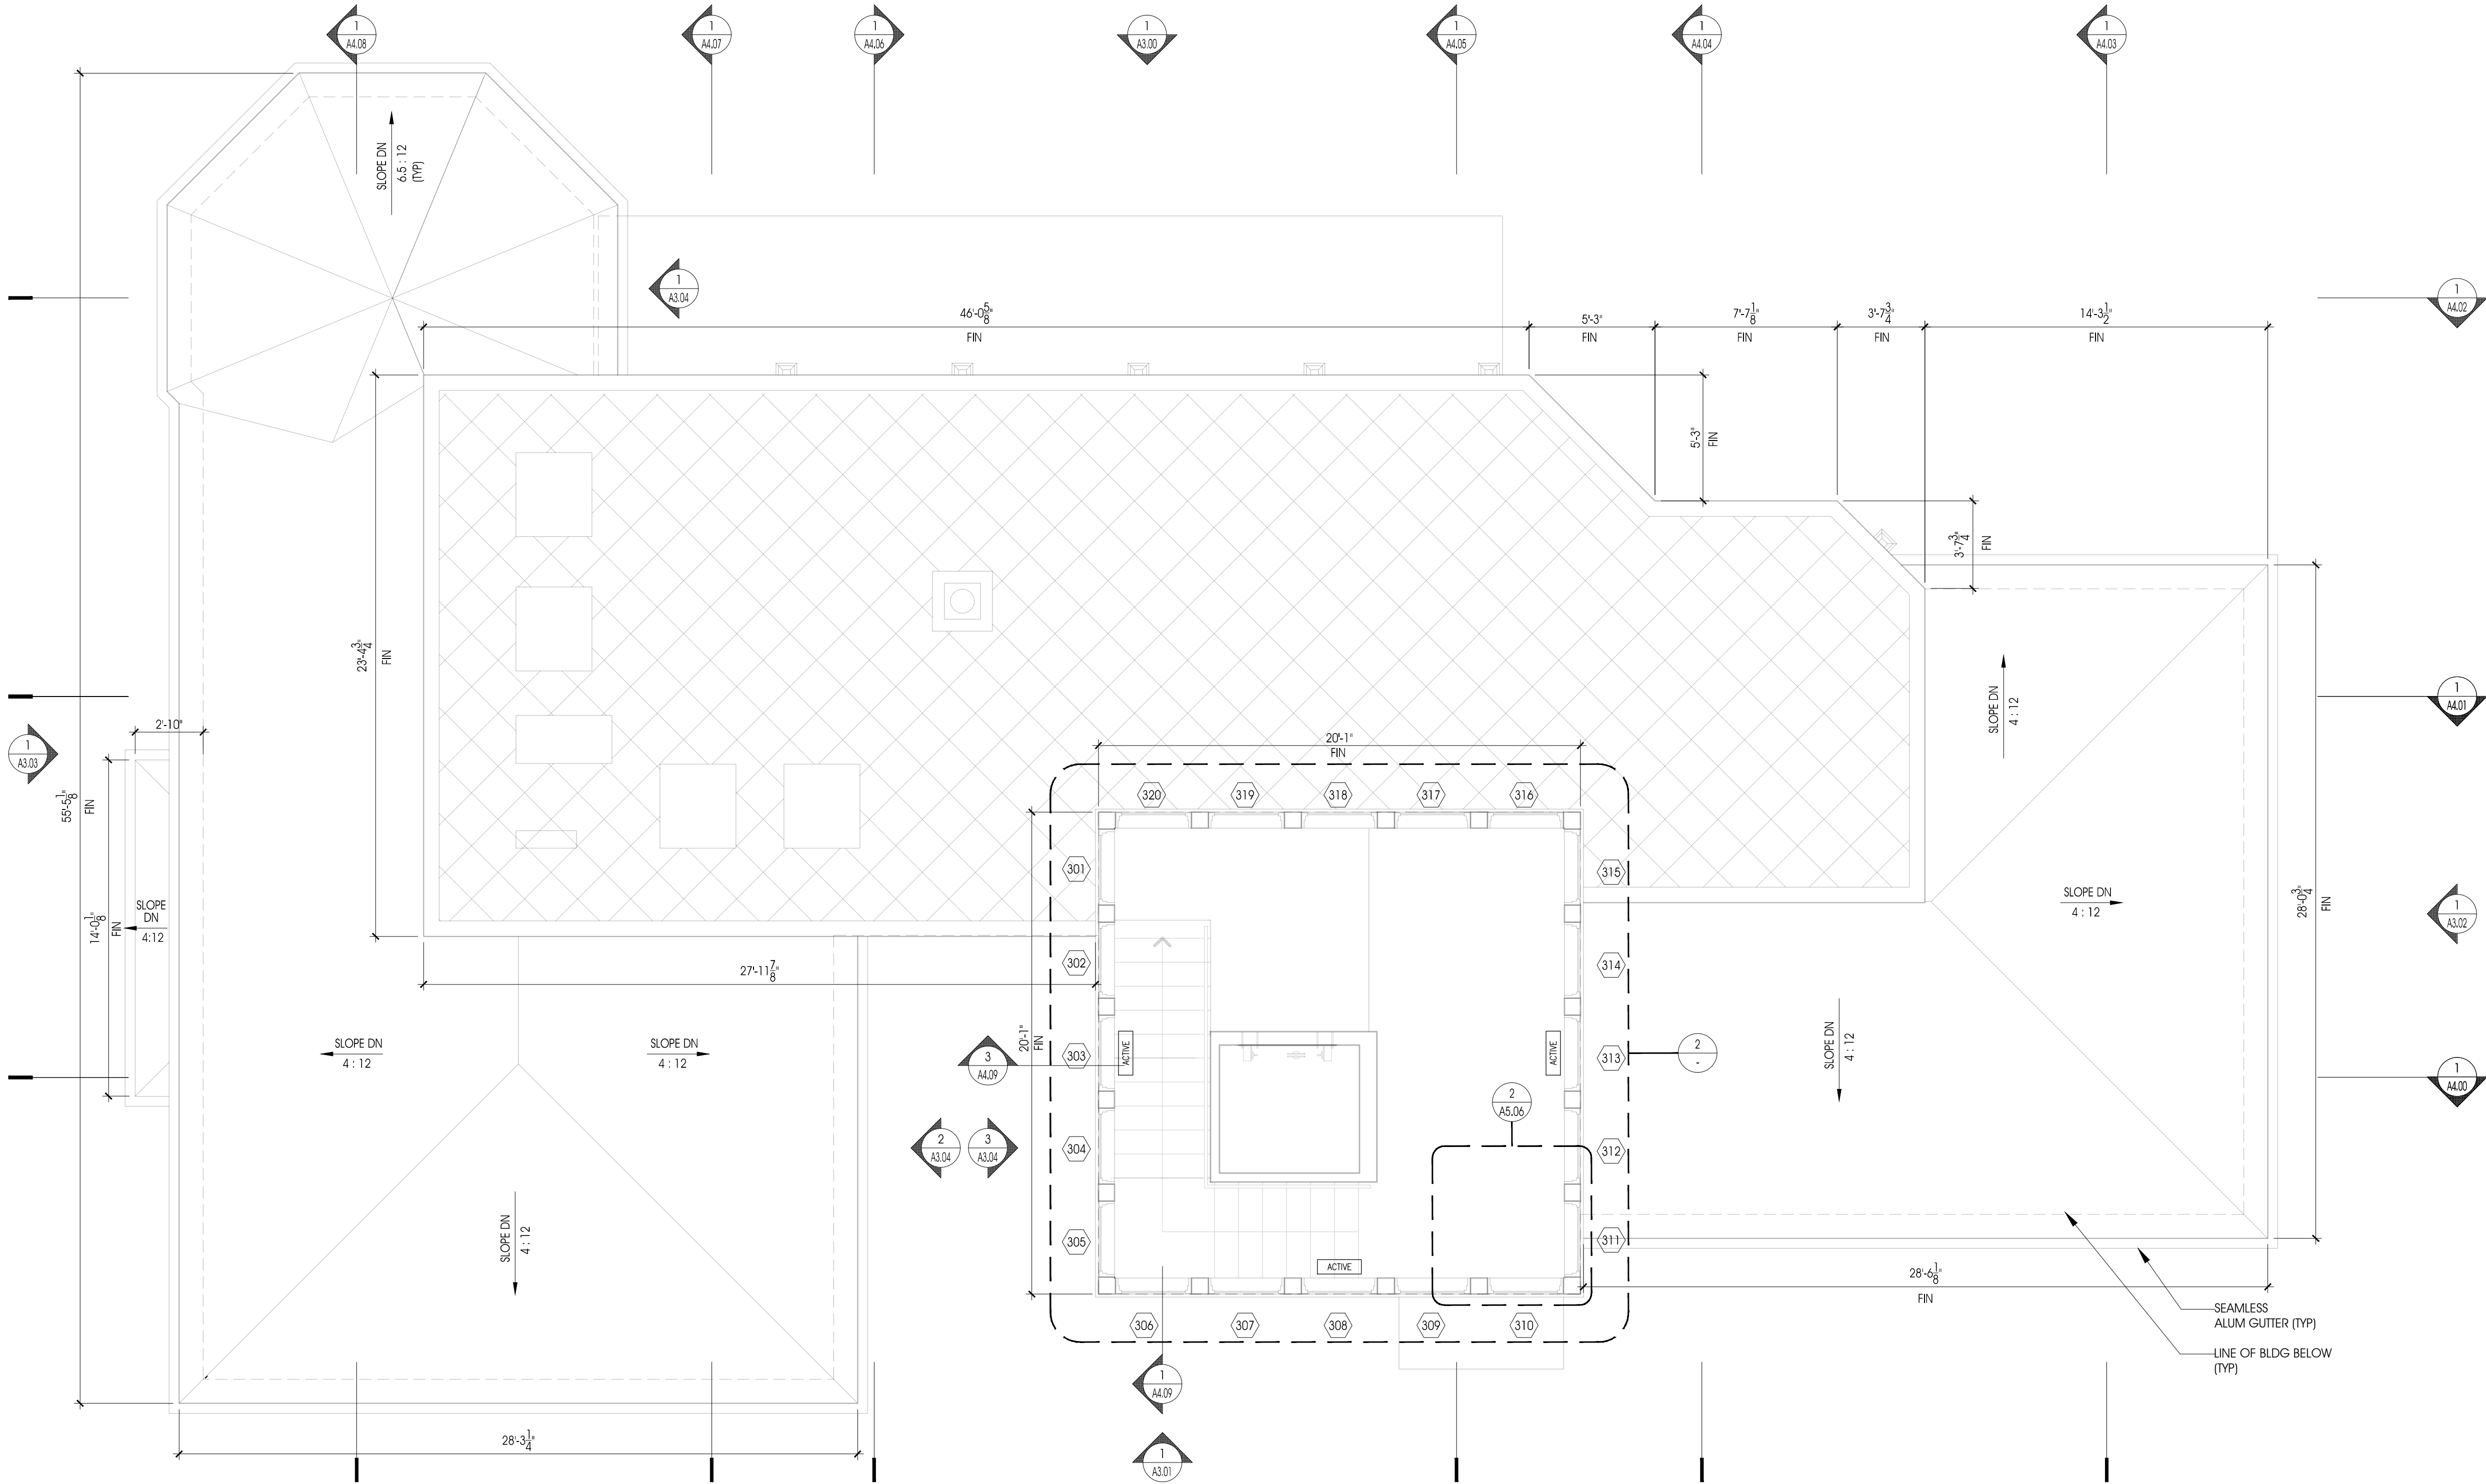 1
A4.08
1
A4.07
1
A4.06
1
A3.00
1
A4.05
1
A4.04
1
A4.03
SLOPE DN
6.5 : 12
(TYP)
1
A3.04
1
A4.02
46'-0 5/8"
FIN
5'-3"
FIN
7'-7 1/8"
FIN
3'-7 3/4"
FIN
14'-3 1/2"
FIN
5'-3"
FIN
3'-7 3/4"
FIN
23'-4 3/4"
FIN
SLOPE DN
4 : 12
1
A4.01
2'-10"
1
A3.03
55'-5 1/8"
FIN
20'-1"
FIN
320
319
318
317
316
301
315
14'-0 1/8"
FIN
SLOPE
DN
4:12
SLOPE DN
4 : 12
28'-0 3/4"
FIN
1
A3.02
302
314
27'-11 7/8"
SLOPE DN
4 : 12
SLOPE DN
4 : 12
20'-1"
FIN
303
ACTIVE
ACTIVE
313
2
-
SLOPE DN
4 : 12
3
A4.09
1
A4.00
2
A5.06
2
A3.04
3
A3.04
304
312
SLOPE DN
4 : 12
305
311
ACTIVE
28'-6 1/8"
FIN
306
307
308
309
310
SEAMLESS
ALUM GUTTER (TYP)
LINE OF BLDG BELOW
(TYP)
1
A4.09
28'-3 1/4"
1
A3.01